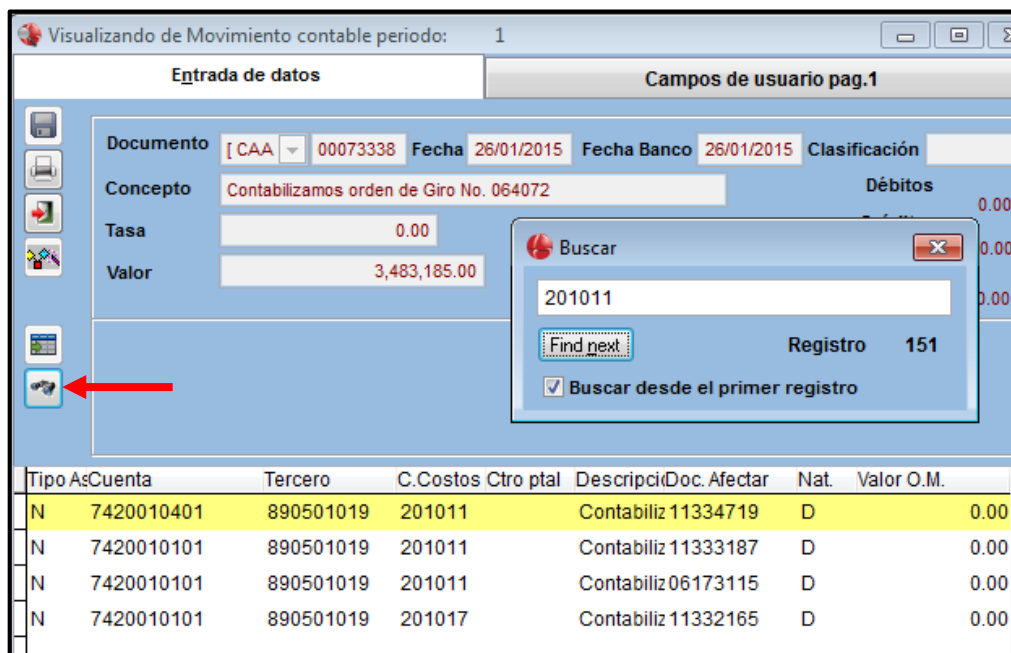 Visualizando de Movimiento contable periodo: 1
Entrada de datos Campos de usuario pag.1
Documento [ CAA 00073338 Fecha 26/01/2015 Fecha Banco 26/01/2015 Clasificación
Concepto Contabilizamos orden de Giro No. 064072 Débitos 0.00
Tasa 0.00 0.00
Valor 3,483,185.00 0.00
Buscar
201011
Find next Registro 151
Buscar desde el primer registro
Tipo As Cuenta Tercero C.Costos Ctro ptal Descripci Doc. Afectar Nat. Valor O.M.
N 7420010401 890501019 201011 Contabiliz 11334719 D 0.00
N 7420010101 890501019 201011 Contabiliz 11333187 D 0.00
N 7420010101 890501019 201011 Contabiliz 06173115 D 0.00
N 7420010101 890501019 201017 Contabiliz 11332165 D 0.00